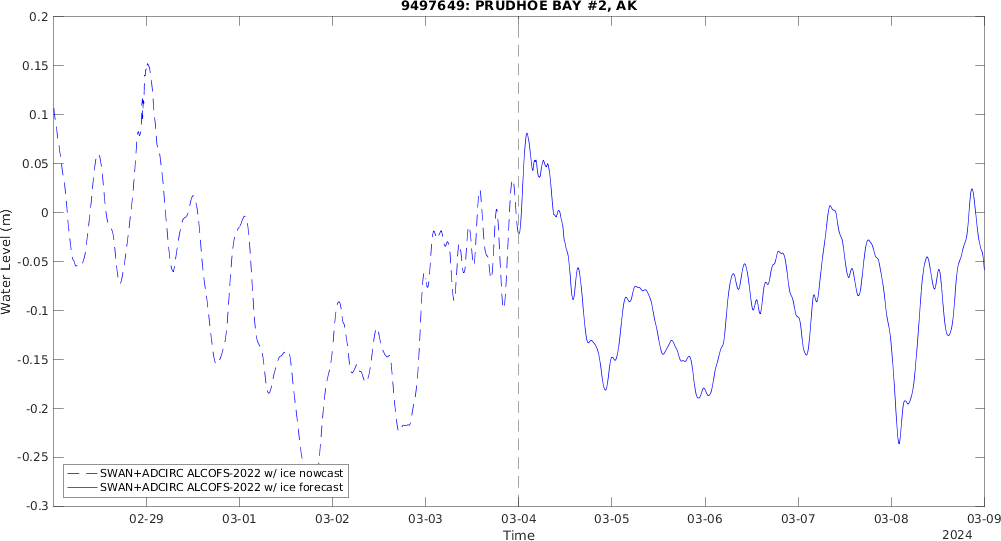 9497649: PRUDHOE BAY #2, AK
0.2
0.15
0.1
0.05
0
-0.05
-0.1
-0.15
-0.2
-0.25
-0.3
Water Level (m)
SWAN+ADCIRC ALCOFS-2022 w/ ice nowcast
SWAN+ADCIRC ALCOFS-2022 w/ ice forecast
02-29 03-01 03-02 03-03 03-04 03-05 03-06 03-07 03-08 03-09
Time
2024